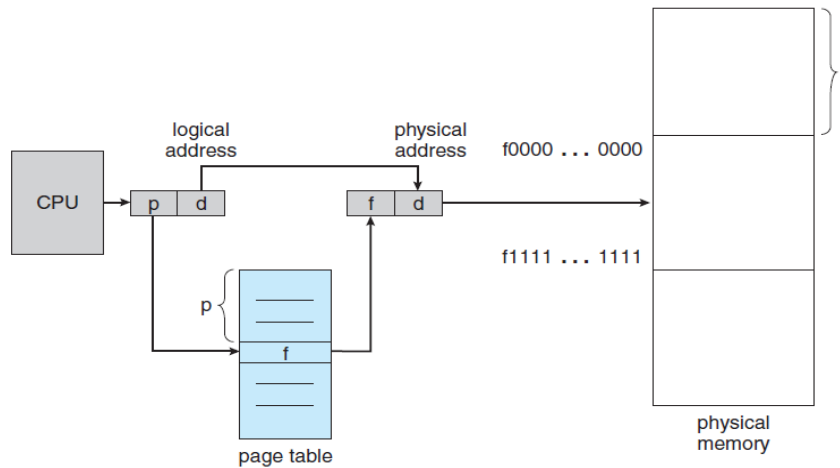 logical
address
physical
address
f0000 ... 0000
CPU
p
d
f
d
f1111 ... 1111
p
f
page table
physical
memory